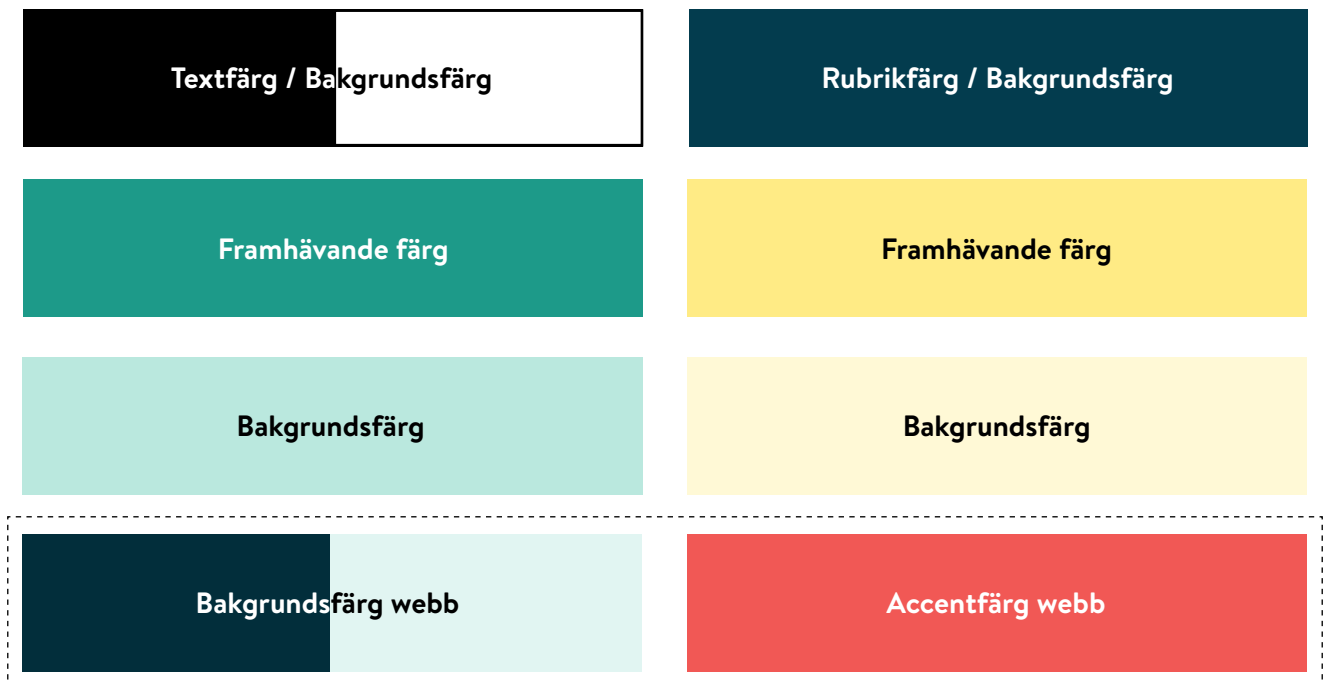 Textfärg / Bakgrundsfärg
Rubrikfärg / Bakgrundsfärg
Framhävande färg
Framhävande färg
Bakgrundsfärg
Bakgrundsfärg
Bakgrundsfärg webb
Accentfärg webb